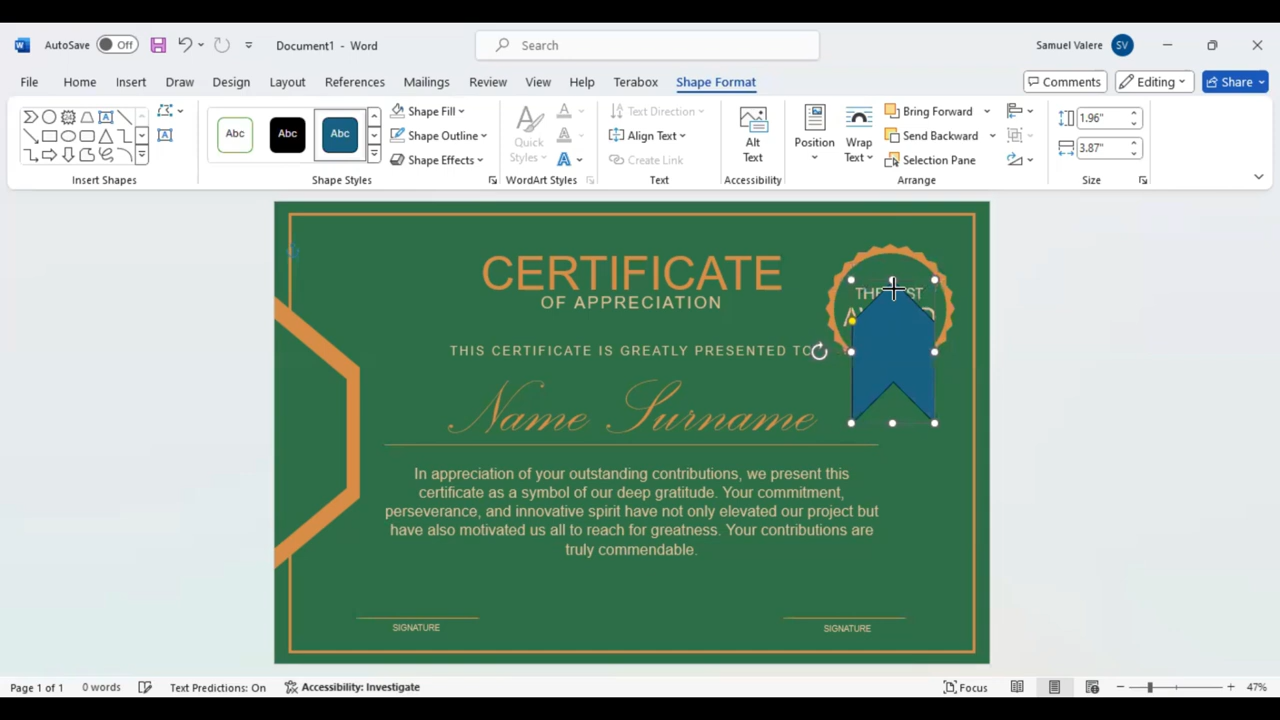 AutoSave Off Document1 - Word Search Samuel Valere SV
File Home Insert Draw Design Layout References Mailings Review View Help Terabox Shape Format Comments Editing Share
Abc Abc Abc
Shape Fill
Shape Outline
Shape Effects
Quick Styles
Text Direction
Align Text
Create Link
Alt Text
Position
Wrap Text
Bring Forward
Send Backward
Selection Pane
1.96"
3.87"
Insert Shapes Shape Styles WordArt Styles Text Accessibility Arrange Size
CERTIFICATE
OF APPRECIATION
THIS CERTIFICATE IS GREATLY PRESENTED TO
Name Surname
In appreciation of your outstanding contributions, we present this
certificate as a symbol of our deep gratitude. Your commitment,
perseverance, and innovative spirit have not only elevated our project but
have also motivated us all to reach for greatness. Your contributions are
truly commendable.
SIGNATURE SIGNATURE
Page 1 of 1 0 words Text Predictions: On Accessibility: Investigate Focus 47%